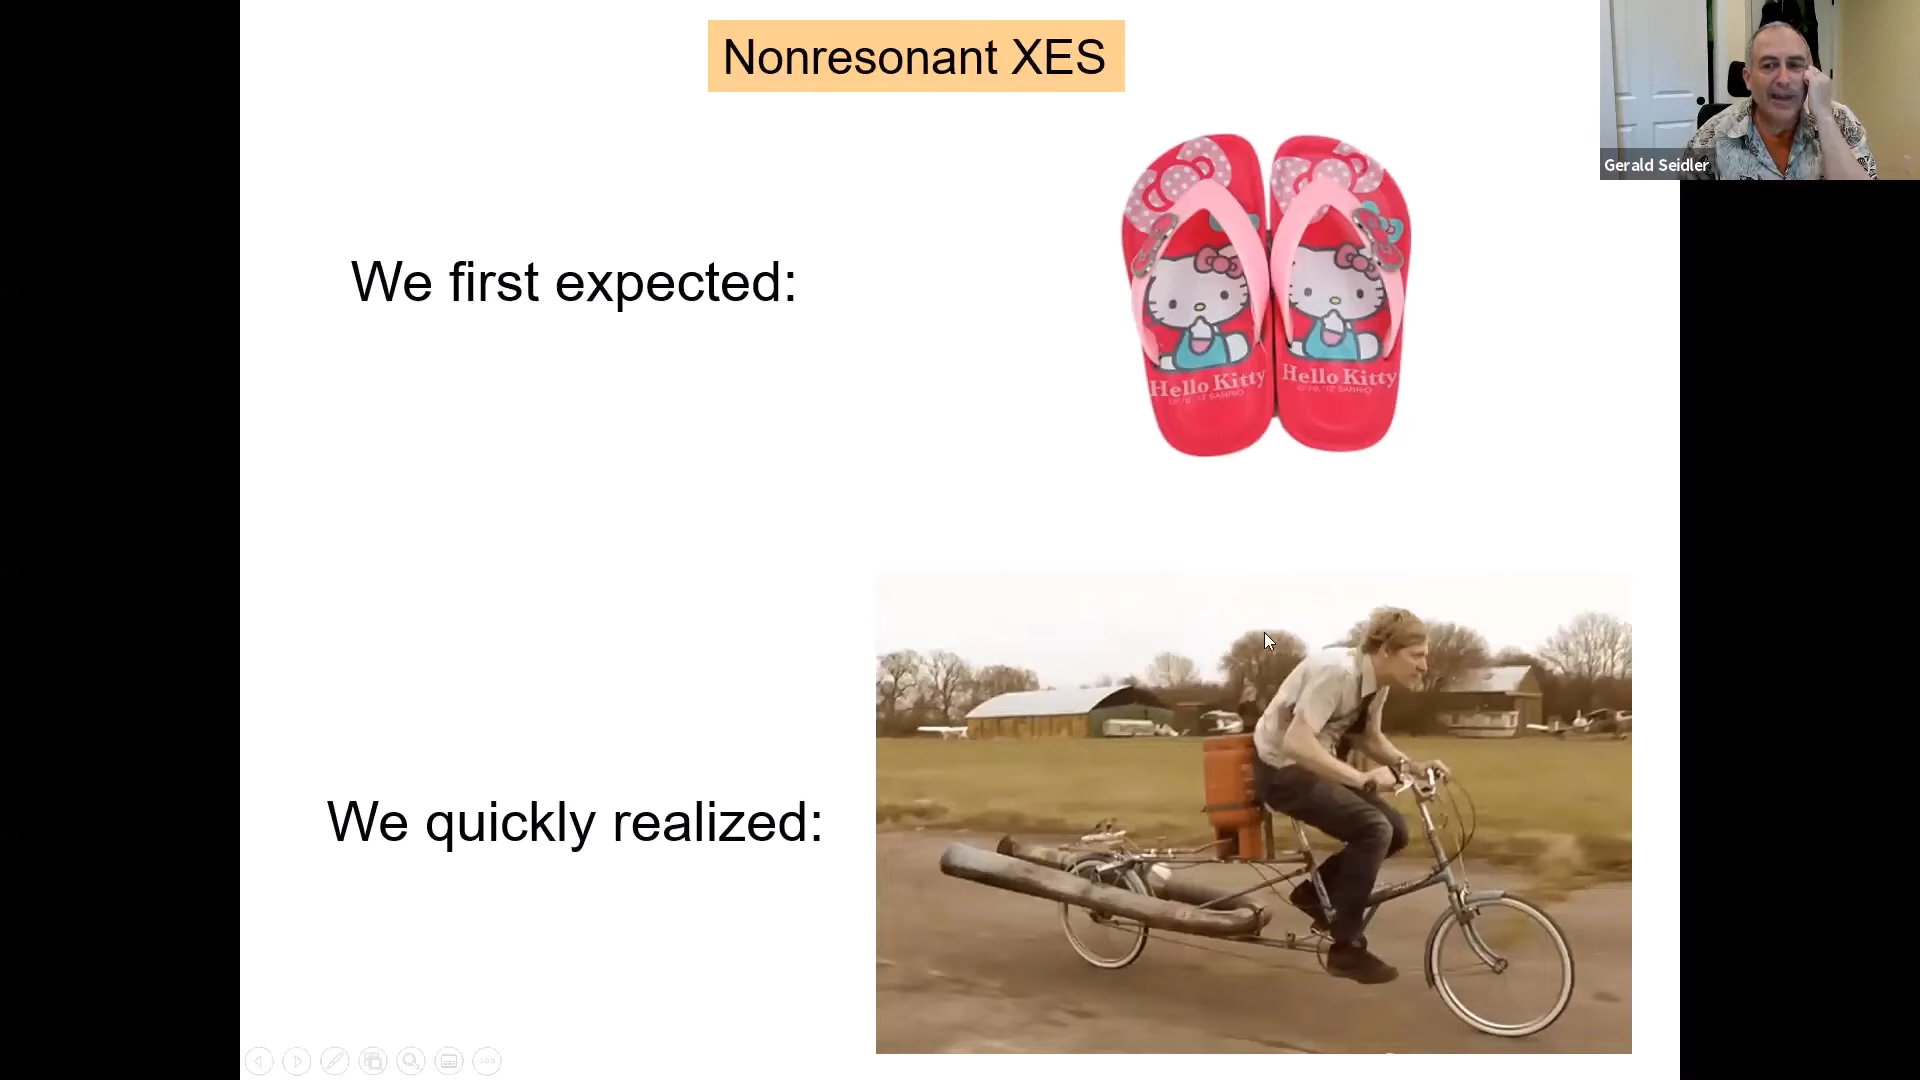 Nonresonant XES
Gerald Seidler
We first expected:
Hello Kitty
Hello Kitty
We quickly realized: